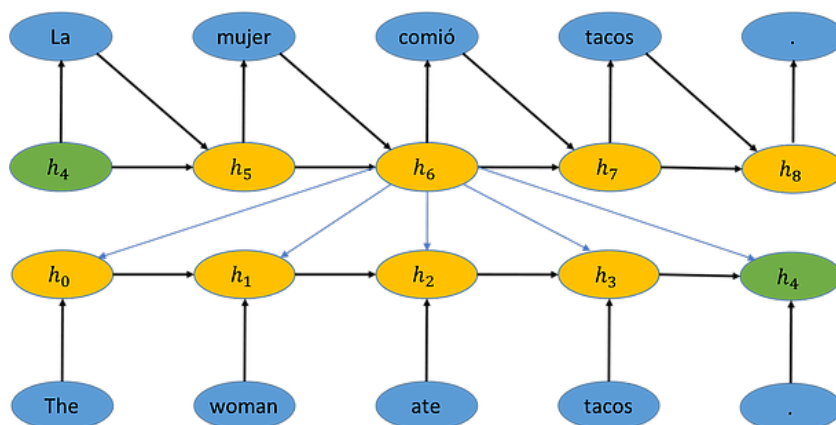 La mujer comió tacos .
h₄ h₅ h₆ h₇ h₈
h₀ h₁ h₂ h₃ h₄
The woman ate tacos .